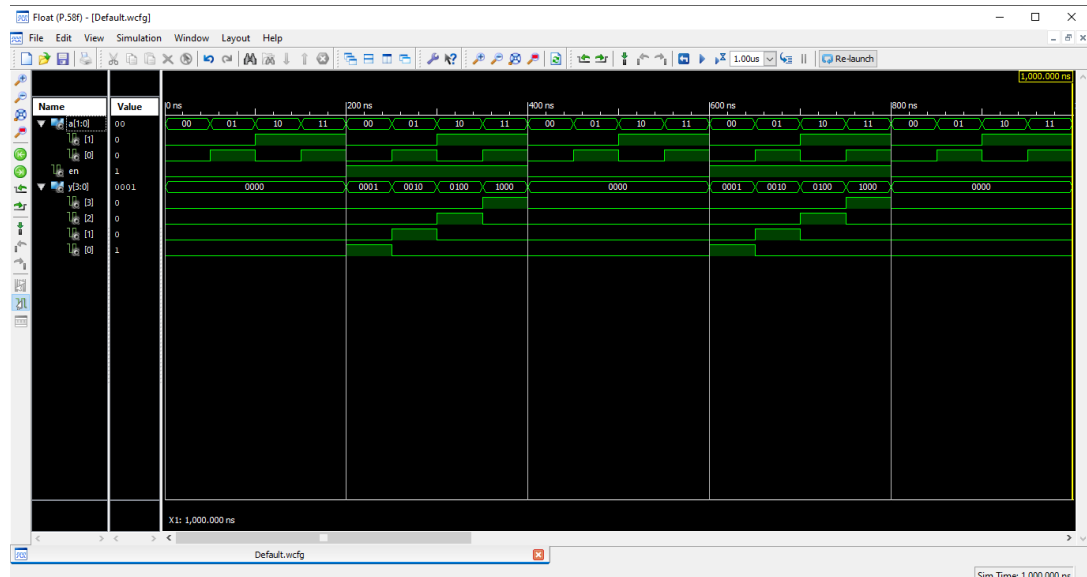 Float (P.58f) - [Default.wcfg]
File Edit View Simulation Window Layout Help
1.00us Re-launch
1,000.000 ns
Name Value 0 ns 200 ns 400 ns 600 ns 800 ns
a[1:0] 00 00 01 10 11 00 01 10 11 00 01 10 11 00 01 10 11 00 01 10 11
[1] 0
[0] 0
en 1
y[3:0] 0001 0000 0001 0010 0100 1000 0000 0001 0010 0100 1000 0000
[3] 0
[2] 0
[1] 0
[0] 1
X1: 1,000.000 ns
Default.wcfg
Sim Time: 1,000,000 ps